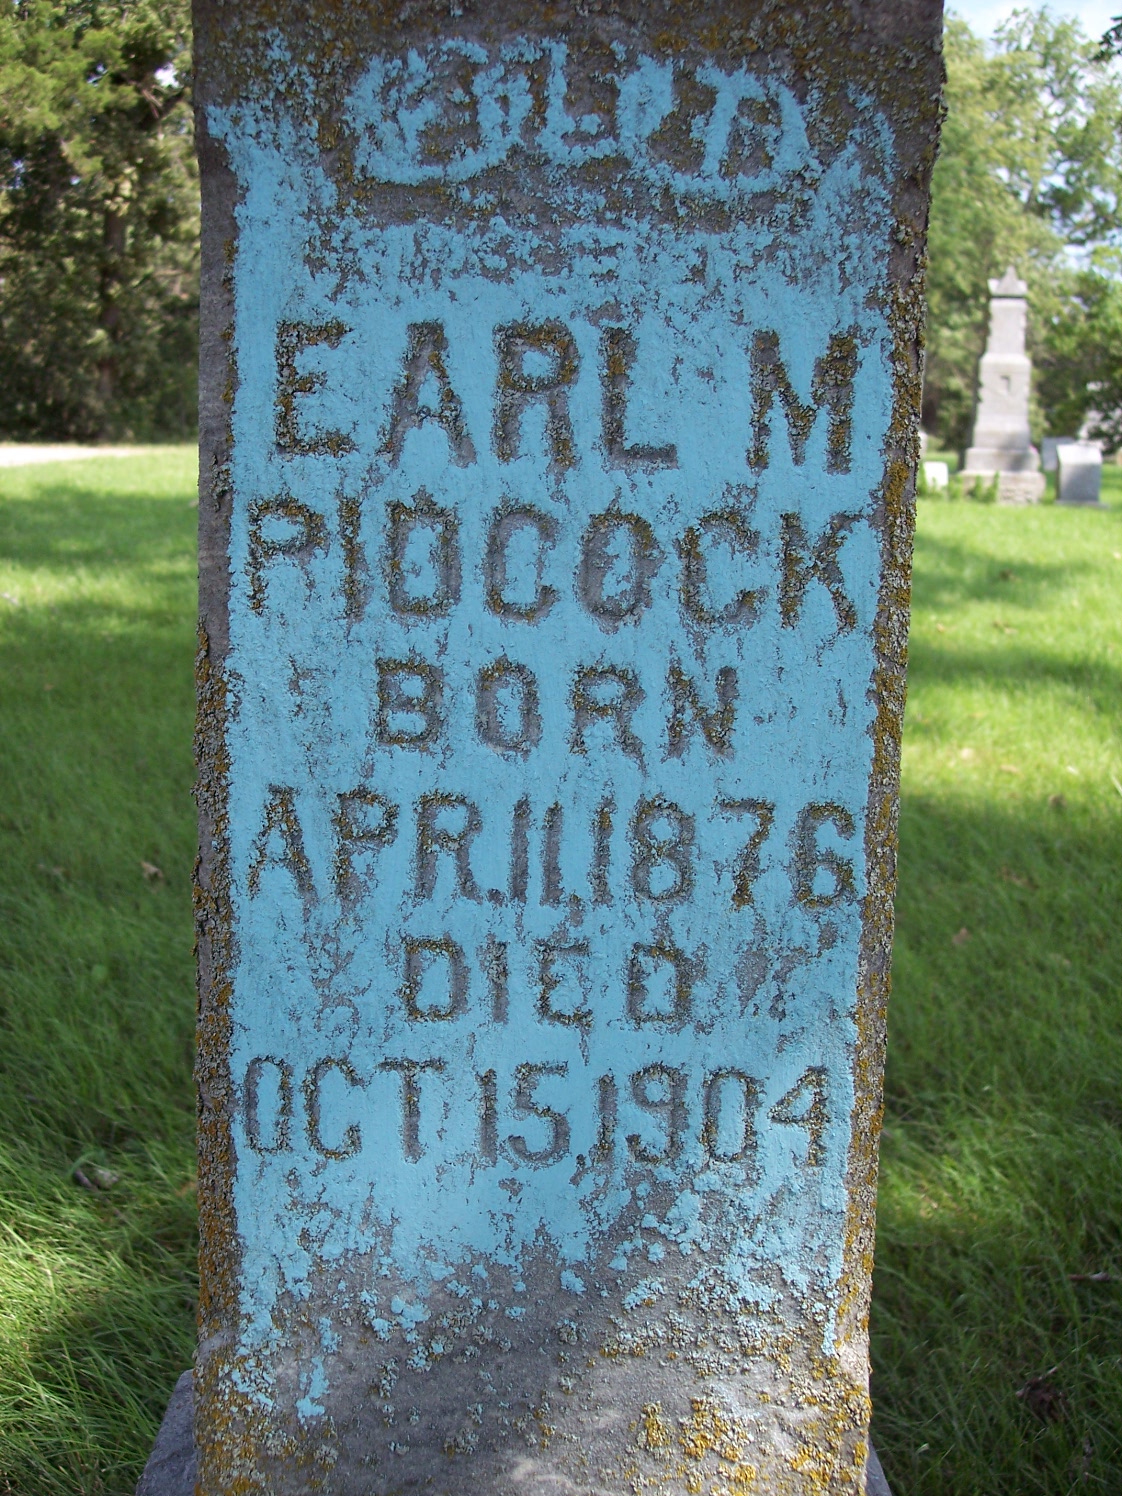 EARL M
PIDCOCK
BORN
APR. 11, 1876
DIED
OCT 15, 1904